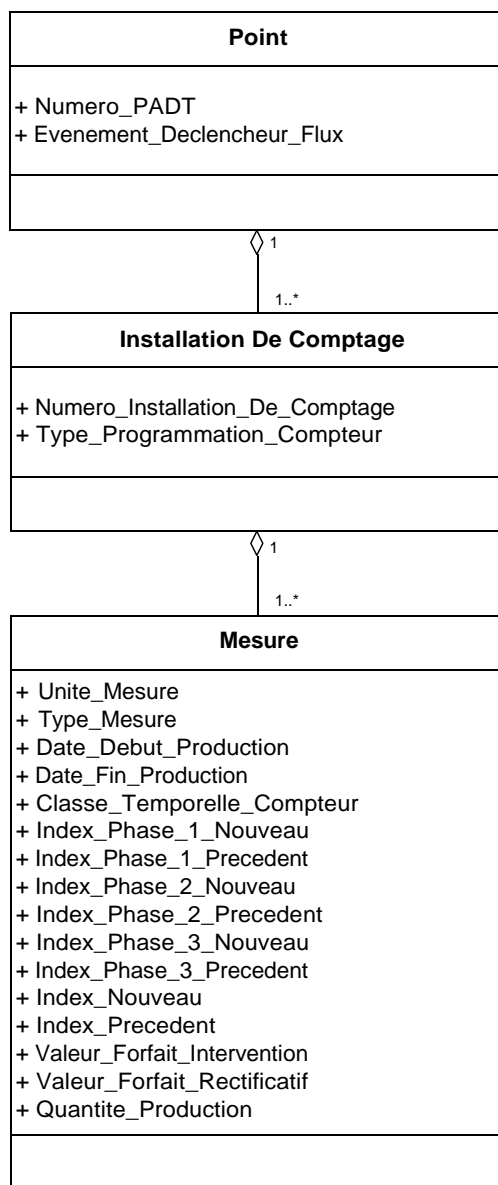 Point
+ Numero_PADT
+ Evenement_Declencheur_Flux
1
1..*
Installation De Comptage
+ Numero_Installation_De_Comptage
+ Type_Programmation_Compteur
1
1..*
Mesure
+ Unite_Mesure
+ Type_Mesure
+ Date_Debut_Production
+ Date_Fin_Production
+ Classe_Temporelle_Compteur
+ Index_Phase_1_Nouveau
+ Index_Phase_1_Precedent
+ Index_Phase_2_Nouveau
+ Index_Phase_2_Precedent
+ Index_Phase_3_Nouveau
+ Index_Phase_3_Precedent
+ Index_Nouveau
+ Index_Precedent
+ Valeur_Forfait_Intervention
+ Valeur_Forfait_Rectificatif
+ Quantite_Production